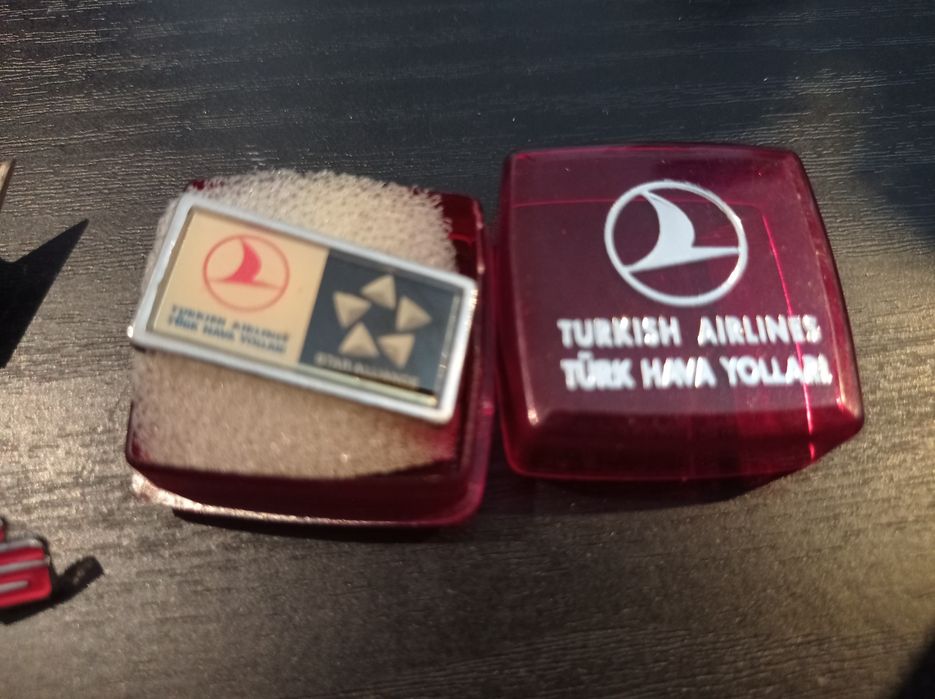 TURKISH AIRLINES
TÜRK HAVA YOLLARI
STAR ALLIANCE
TURKISH AIRLINES
TÜRK HAVA YOLLARI